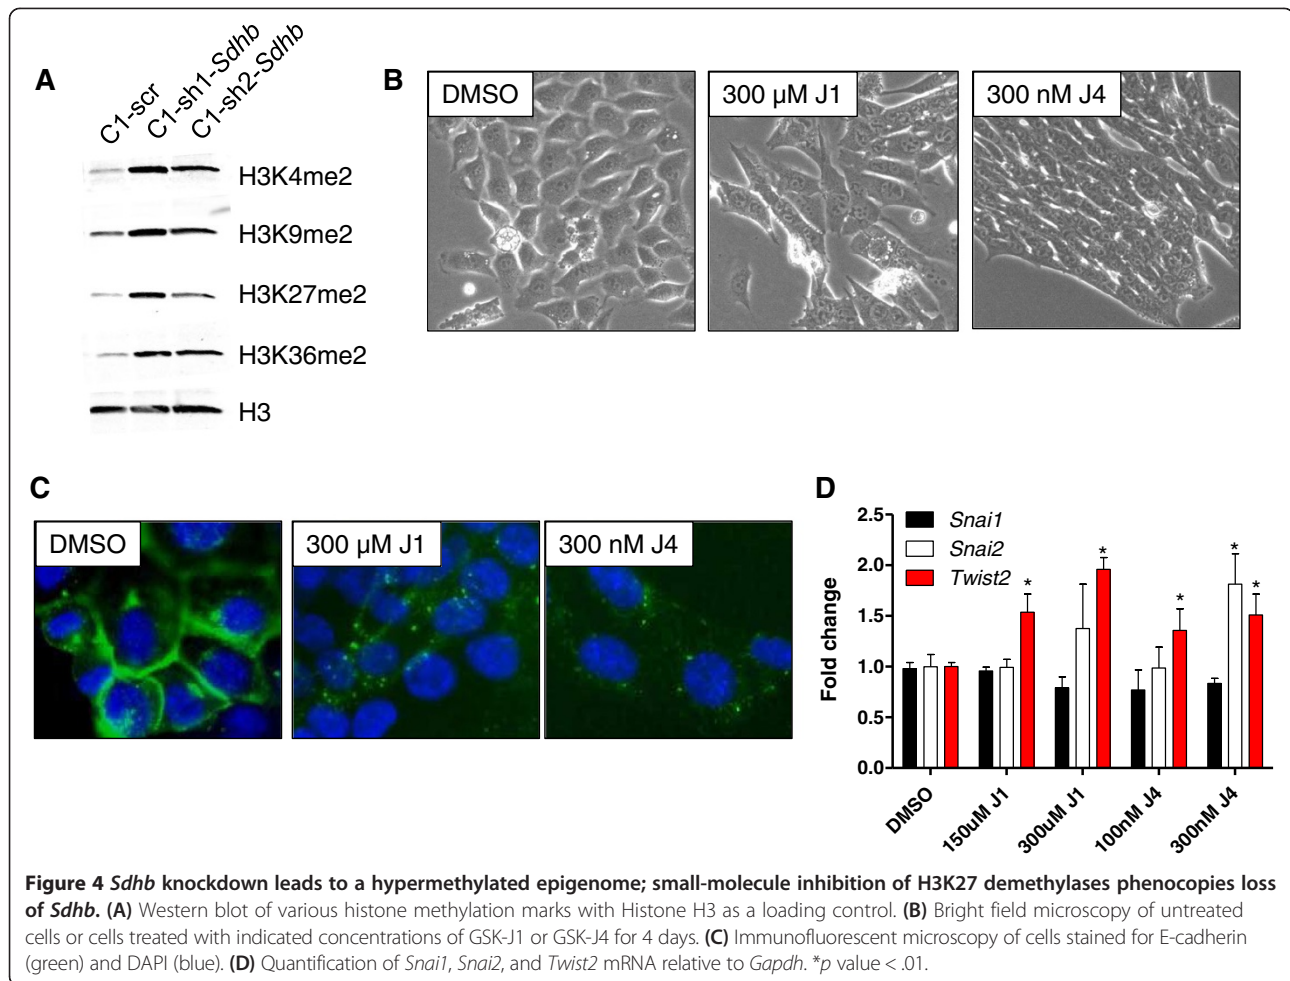 A
C1-scr
C1-sh1-Sdhb
C1-sh2-Sdhb
H3K4me2
H3K9me2
H3K27me2
H3K36me2
H3
B
DMSO
300 µM J1
300 nM J4
C
DMSO
300 µM J1
300 nM J4
D
Snai1
Snai2
Twist2
Fold change
2.5
2.0
1.5
1.0
0.5
0.0
*
*
*
*
*
DMSO
150uM J1
300uM J1
100nM J4
300nM J4
Figure 4 Sdhb knockdown leads to a hypermethylated epigenome; small-molecule inhibition of H3K27 demethylases phenocopies loss
of Sdhb. (A) Western blot of various histone methylation marks with Histone H3 as a loading control. (B) Bright field microscopy of untreated
cells or cells treated with indicated concentrations of GSK-J1 or GSK-J4 for 4 days. (C) Immunofluorescent microscopy of cells stained for E-cadherin
(green) and DAPI (blue). (D) Quantification of Snai1, Snai2, and Twist2 mRNA relative to Gapdh. *p value < .01.